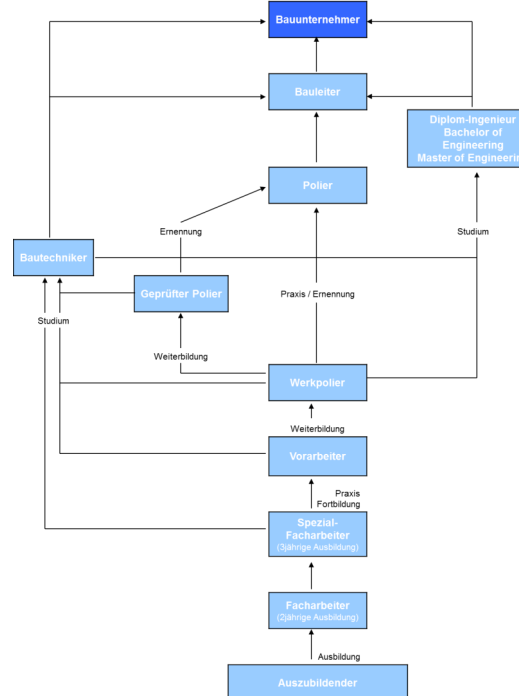 Bauunternehmer
Bauleiter
Diplom-Ingenieur
Bachelor of
Engineering
Master of Engineerin
Polier
Ernennung
Studium
Bautechniker
Geprüfter Polier
Praxis / Ernennung
Studium
Weiterbildung
Werkpolier
Weiterbildung
Vorarbeiter
Praxis
Fortbildung
Spezial-
Facharbeiter
(3jährige Ausbildung)
Facharbeiter
(2jährige Ausbildung)
Ausbildung
Auszubildender